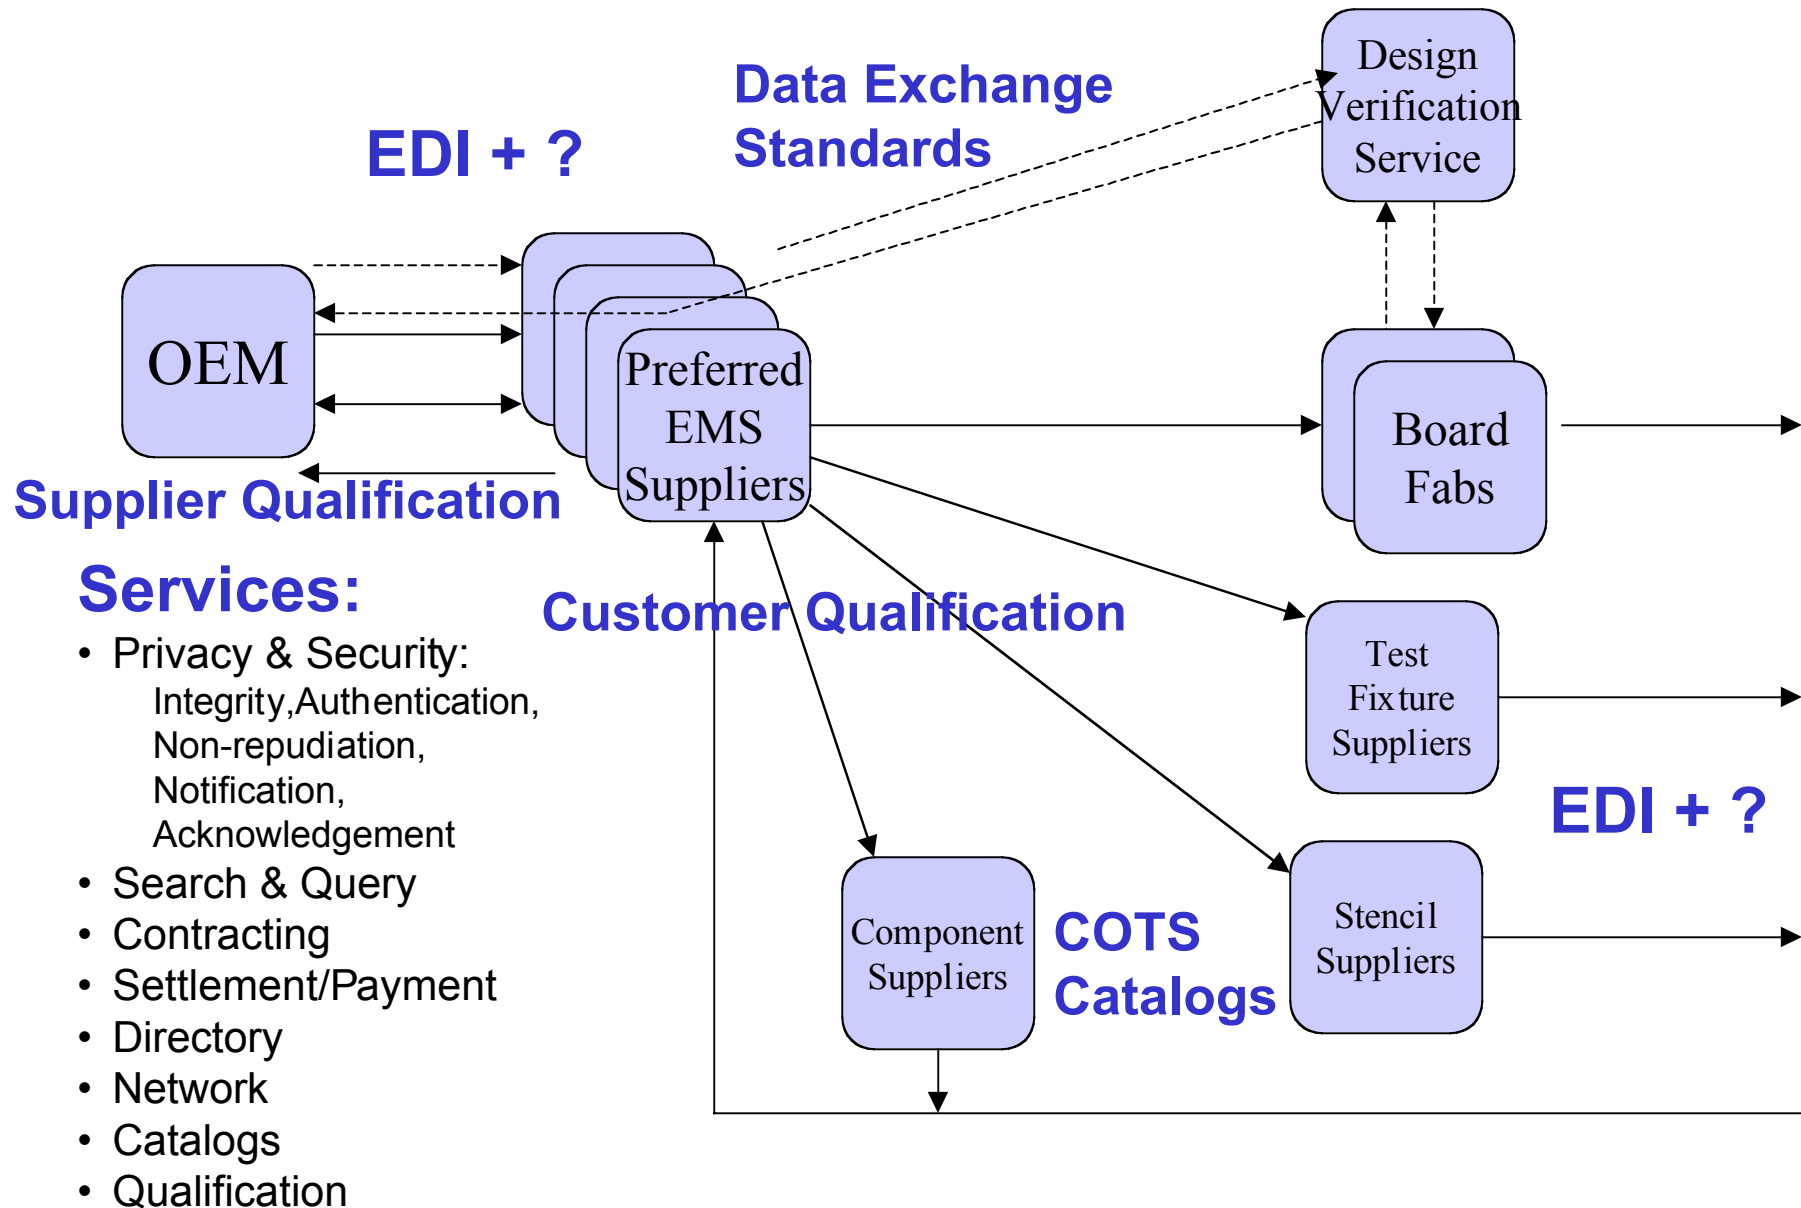 Data Exchange
Standards
EDI + ?
Design
Verification
Service
OEM
Preferred
EMS
Suppliers
Board
Fabs
Supplier Qualification
Services:
• Privacy & Security:
Integrity,Authentication,
Non-repudiation,
Notification,
Acknowledgement
• Search & Query
• Contracting
• Settlement/Payment
• Directory
• Network
• Catalogs
• Qualification
Customer Qualification
Test
Fixture
Suppliers
EDI + ?
Component
Suppliers
COTS
Catalogs
Stencil
Suppliers